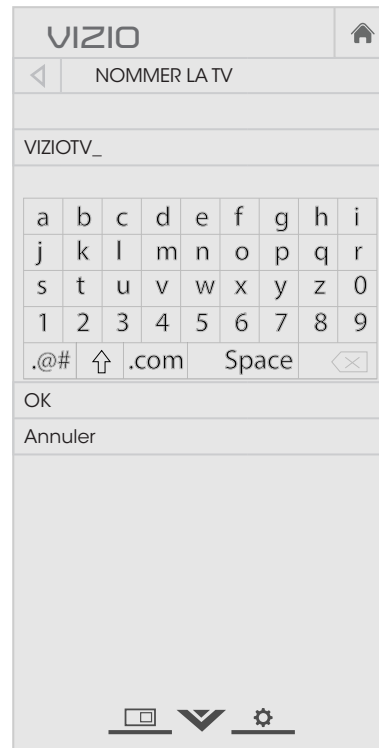 VIZIO
NOMMER LA TV
VIZIOTV_
a b c d e f g h i
j k l m n o p q r
s t u v w x y z 0
1 2 3 4 5 6 7 8 9
.@# .com Space
OK
Annuler